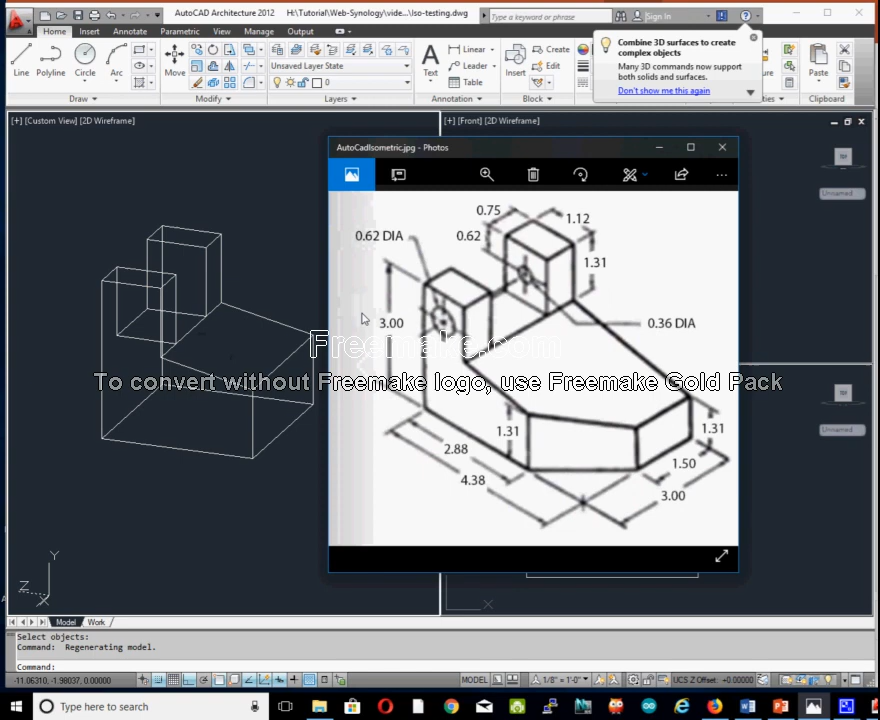 AutoCAD Architecture 2012 H:\Tutorial\Web-Synology\vide...\Iso-testing.dwg
Type a keyword or phrase
Sign In
Home Insert Annotate Parametric View Manage Output
Line Polyline Circle Arc
Move
Unsaved Layer State
0
Text
Linear
Leader
Table
Insert
Create
Edit
Paste
Draw Modify Layers Annotation Block Clipboard
Combine 3D surfaces to create
complex objects
Many 3D commands now support
both solids and surfaces.
Don't show me this again
[+] [Custom View] [2D Wireframe]
[+] [Front] [2D Wireframe]
Unnamed
Unnamed
AutoCadIsometric.jpg - Photos
0.75
1.12
0.62 DIA
0.62
1.31
3.00
0.36 DIA
Freemake.com
To convert without Freemake logo, use Freemake Gold Pack
1.31
1.31
2.88
1.50
4.38
3.00
Y
Z
X
X
Model Work
Select objects:
Command: Regenerating model.
Command:
-11.06310, -1.98037, 0.00000
MODEL
1/8" = 1'-0"
UCS Z Offset: +0.00000
Type here to search